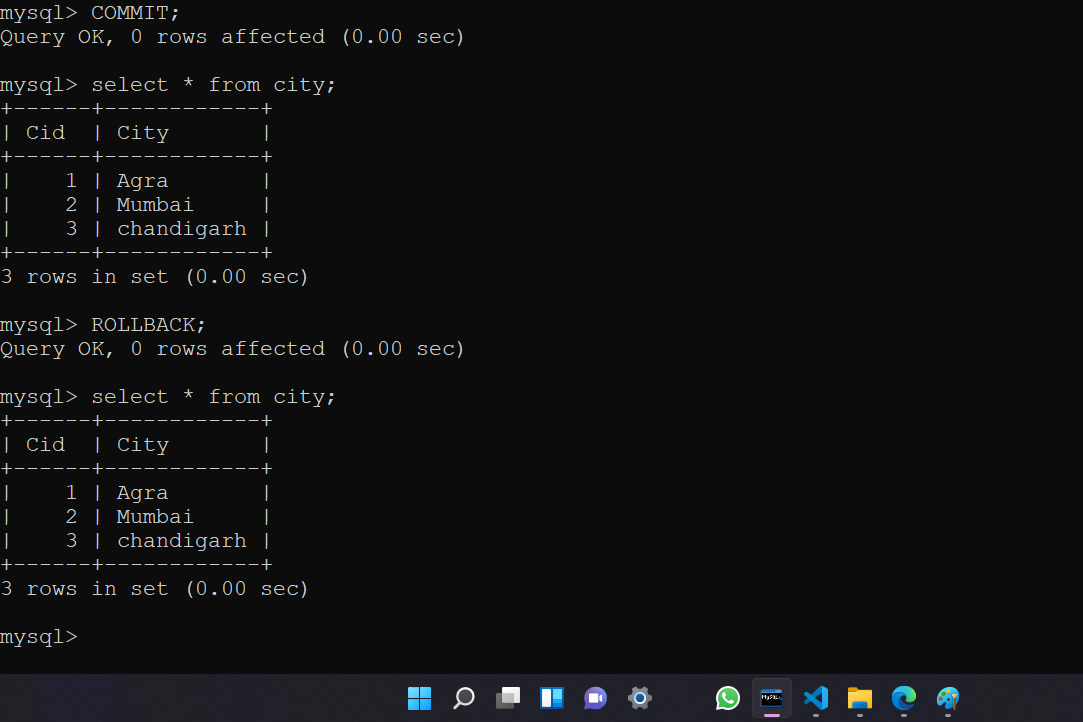 mysql> COMMIT;
Query OK, 0 rows affected (0.00 sec)
mysql> select * from city;
+------+------------+
| Cid  | City       |
+------+------------+
|    1 | Agra       |
|    2 | Mumbai     |
|    3 | chandigarh |
+------+------------+
3 rows in set (0.00 sec)
mysql> ROLLBACK;
Query OK, 0 rows affected (0.00 sec)
mysql> select * from city;
+------+------------+
| Cid  | City       |
+------+------------+
|    1 | Agra       |
|    2 | Mumbai     |
|    3 | chandigarh |
+------+------------+
3 rows in set (0.00 sec)
mysql>